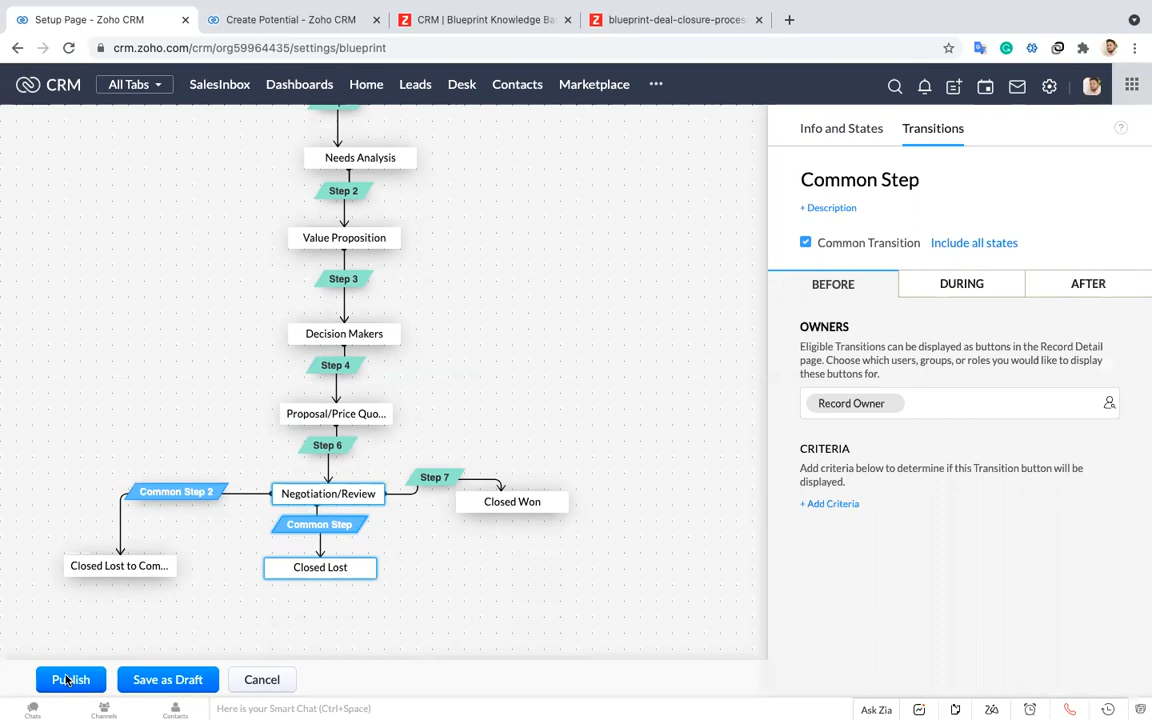 Setup Page - Zoho CRM
Create Potential - Zoho CRM
CRM | Blueprint Knowledge Ba
blueprint-deal-closure-proces
crm.zoho.com/crm/org59964435/settings/blueprint
CRM
All Tabs
SalesInbox
Dashboards
Home
Leads
Desk
Contacts
Marketplace
Needs Analysis
Step 2
Value Proposition
Step 3
Decision Makers
Step 4
Proposal/Price Quo...
Step 6
Step 7
Common Step 2
Negotiation/Review
Closed Won
Common Step
Closed Lost to Com...
Closed Lost
Info and States
Transitions
Common Step
+ Description
Common Transition
Include all states
BEFORE
DURING
AFTER
OWNERS
Eligible Transitions can be displayed as buttons in the Record Detail
page. Choose which users, groups, or roles you would like to display
these buttons for.
Record Owner
CRITERIA
Add criteria below to determine if this Transition button will be
displayed.
+ Add Criteria
Publish
Save as Draft
Cancel
Chats
Channels
Contacts
Here is your Smart Chat (Ctrl+Space)
Ask Zia